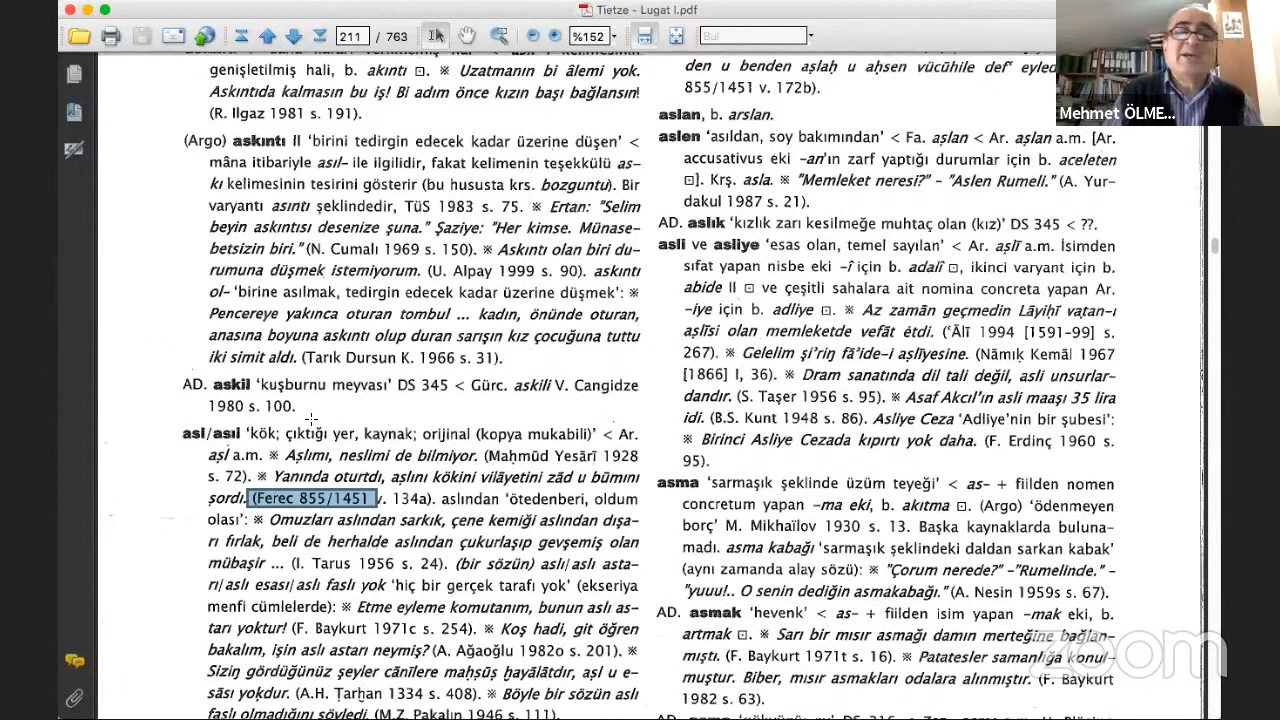 Tietze - Lugat I.pdf
211 / 763
%152
Bul
Mehmet ÖLME...
genişletilmiş hali, b. akıntı ⊡. ※ Uzatmanın bi âlemi yok.
Askıntıda kalmasın bu iş! Bi adım önce kızın başı bağlansın!
(R. Ilgaz 1981 s. 191).
(Argo) askıntı II ‘birini tedirgin edecek kadar üzerine düşen’ <
mâna itibariyle asıl– ile ilgilidir, fakat kelimenin teşekkülü as-
kı kelimesinin tesirini gösterir (bu hususta krs. bozguntu). Bir
varyantı asıntı şeklindedir, TüS 1983 s. 75. ※ Ertan: "Selim
beyin askıntısı desenize şuna." Şaziye: "Her kimse. Münase-
betsizin biri." (N. Cumalı 1969 s. 150). ※ Askıntı olan bi du-
rumuna düşmek istemiyorum. (U. Alpay 1999 s. 90). askıntı
ol– ‘birine asılmak, tedirgin edecek kadar üzerine düşmek’: ※
Pencereye yakınca oturan tombul ... kadın, önünde oturan,
anasına boyuna askıntı olup duran sarışın kız çocuğuna tuttu
iki simit aldı. (Tarık Dursun K. 1966 s. 31).
AD. askil ‘kuşburnu meyvası’ DS 345 < Gürc. askili V. Cangidze
1980 s. 100.
asl/asıl ‘kök; çıktığı yer, kaynak; orijinal (kopya mukabili)’ < Ar.
aṣl a.m. ※ Aṣlımı, neslimi de bilmiyor. (Maḥmūd Yesārī 1928
s. 72). ※ Yanında oturtdı, aṣlını kökini vilāyetini zād u būmını
ṣordı. (Ferec 855/1451 v. 134a). aslından ‘ötedenberi, oldum
olası’: ※ Omuzları aslından sarkık, çene kemiği aslından dışa-
rı fırlak, beli de herhalde aslından çukurlaşıp gevşemiş olan
mübaşir ... (I. Tarus 1956 s. 24). (bir sözün) aslı/aslı asta-
rı/aslı esası/aslı faslı yok ‘hiç bir gerçek tarafı yok’ (ekseriya
menfi cümlelerde): ※ Etme eyleme komutanım, bunun aslı as-
tarı yoktur! (F. Baykurt 1971c s. 254). ※ Koş hadi, git öğren
bakalım, işin aslı astarı neymiş? (A. Ağaoğlu 1982o s. 201). ※
Siziŋ gördüğünüz şeyler cānīlere maḫṣūṣ ḫayālātdır, aṣl u e-
sāsı yoḳdur. (A.H. Ṭarḥan 1334 s. 408). ※ Böyle bir sözün aslı
faslı olmadığını söyledi. (M.Z. Pakalın 1946 s. 111).
den u benden aṣlaḥ u aḥsen vücūhile def‘ eyled
855/1451 v. 172b).
aslan, b. arslan.
aslen ‘asıldan, soy bakımından’ < Fa. aṣlan < Ar. aṣlan a.m. [Ar.
accusativus eki –an’ın zarf yaptığı durumlar için b. aceleten
⊡]. Krş. asla. ※ "Memleket neresi?" – "Aslen Rumeli." (A. Yur-
dakul 1987 s. 21).
AD. aslık ‘kızlık zarı kesilmeğe muhtaç olan (kız)’ DS 345 < ??.
asli ve asliye ‘esas olan, temel sayılan’ < Ar. aṣlī a.m. İsimden
sıfat yapan nisbe eki –î için b. adalî ⊡, ikinci varyant için b.
abide II ⊡ ve çeşitli sahalara ait nomina concreta yapan Ar.
–iye için b. adliye ⊡. ※ Az zamān geçmedin Lāyiḥī vaṭan-ı
aṣlīsi olan memleketde vefāt étdi. (‘Ālī 1994 [1591–99] s.
267). ※ Gelelim şi‘riŋ fā’ide-i aṣliyesine. (Nāmıḳ Kemāl 1967
[1866] I, 36). ※ Dram sanatında dil tali değil, asli unsurlar-
dandır. (S. Taşer 1956 s. 95). ※ Asaf Akcıl’ın asli maaşı 35 lira
idi. (B.S. Kunt 1948 s. 86). Asliye Ceza ‘Adliye’nin bir şubesi’:
※ Birinci Asliye Cezada kıpırtı yok daha. (F. Erdinç 1960 s.
95).
asma ‘sarmaşık şeklinde üzüm teyeği’ < as– + fiilden nomen
concretum yapan –ma eki, b. akıtma ⊡. (Argo) ‘ödenmeyen
borç’ M. Mikhaïlov 1930 s. 13. Başka kaynaklarda buluna-
madı. asma kabağı ‘sarmaşık şeklindeki daldan sarkan kabak’
(aynı zamanda alay sözü): ※ "Çorum nerede?" –"Rumelinde." –
"yuuu!.. O senin dediğin asmakabağı." (A. Nesin 1959s s. 67).
AD. asmak ‘hevenk’ < as– + fiilden isim yapan –mak eki, b.
artmak ⊡. ※ Sarı bir mısır asmağı damın merteğine bağlan-
mıştı. (F. Baykurt 1971t s. 16). ※ Patatesler samanlığa konul-
muştur. Biber, mısır asmakları odalara alınmıştır. (F. Baykurt
1982 s. 63).
zoom